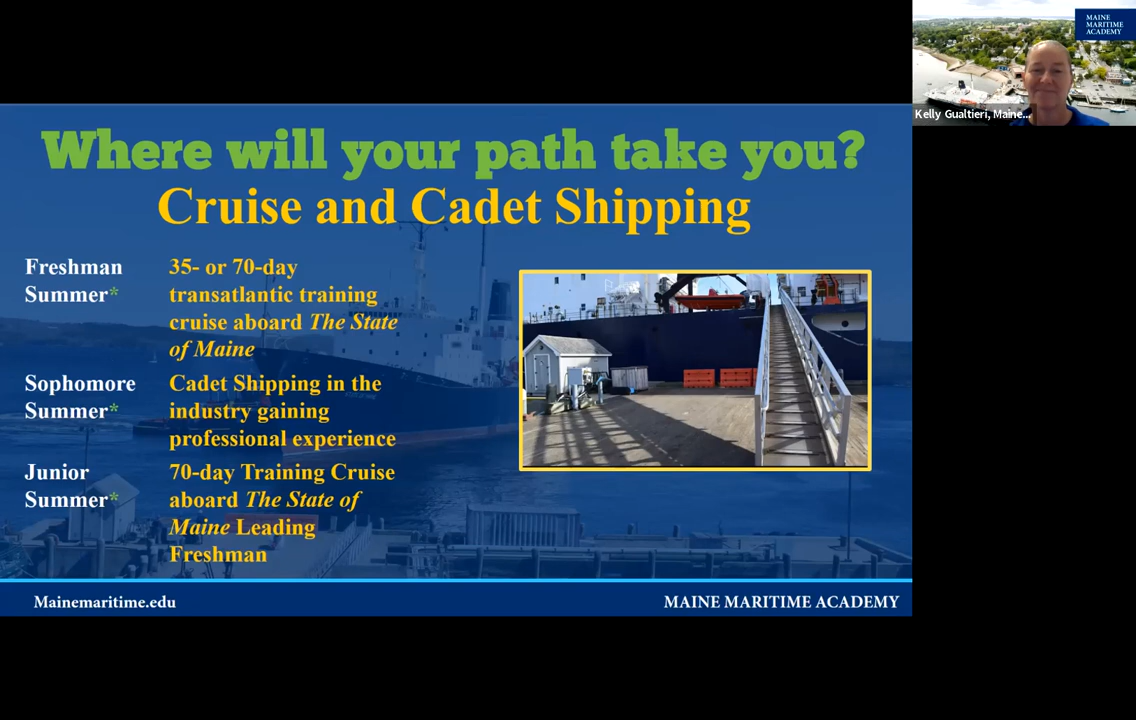 Where will your path take you?
Cruise and Cadet Shipping
Freshman
Summer*
35- or 70-day
transatlantic training
cruise aboard The State
of Maine
Sophomore
Summer*
Cadet Shipping in the
industry gaining
professional experience
Junior
Summer*
70-day Training Cruise
aboard The State of
Maine Leading
Freshman
Mainemaritime.edu
MAINE MARITIME ACADEMY
MAINE
MARITIME
ACADEMY
Kelly Gualtieri, Maine...